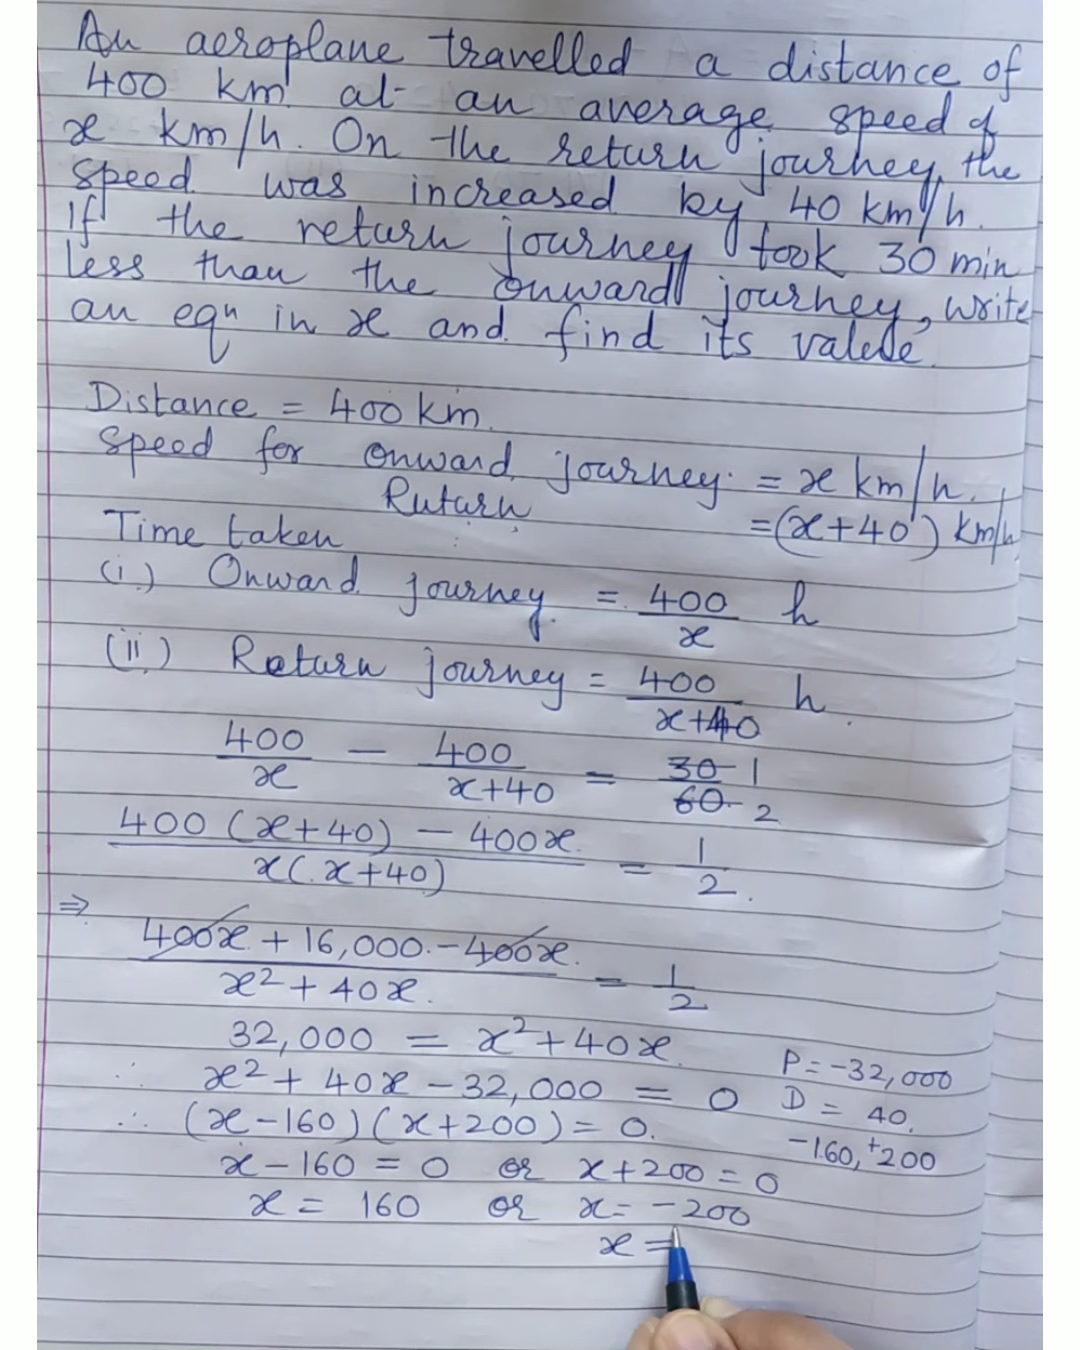 An aeroplane travelled a distance of
400 km at an average speed of
x km/h. On the return journey, the
speed was increased by 40 km/h.
If the return journey took 30 min
less than the onward journey, write
an eqn in x and find its value.
Distance = 400 km.
Speed for onward journey = x km/h.
Ruturn = (x+40) km/h
Time taken
(i.) Onward journey = 400/x h
(ii) Return journey = 400/(x+40) h.
400/x - 400/(x+40) = 30/60 1/2
(400(x+40) - 400x)/(x(x+40)) = 1/2.
⇒
(400x + 16,000 - 400x)/(x²+40x) = 1/2
32,000 = x²+40x
∴ x² + 40x - 32,000 = 0
P = -32,000
D = 40.
-160, +200
∴ (x-160)(x+200) = 0.
x-160 = 0 or x+200 = 0
x = 160 or x = -200
x =